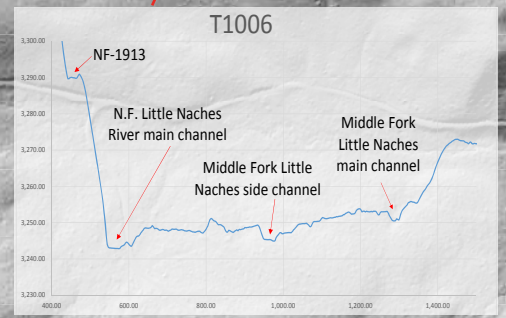 T1006
3,300.00
NF-1913
3,290.00
3,280.00
N.F. Little Naches
River main channel
Middle Fork
Little Naches
main channel
3,270.00
Middle Fork Little
Naches side channel
3,260.00
3,250.00
3,240.00
3,230.00
400.00 600.00 800.00 1,000.00 1,200.00 1,400.00